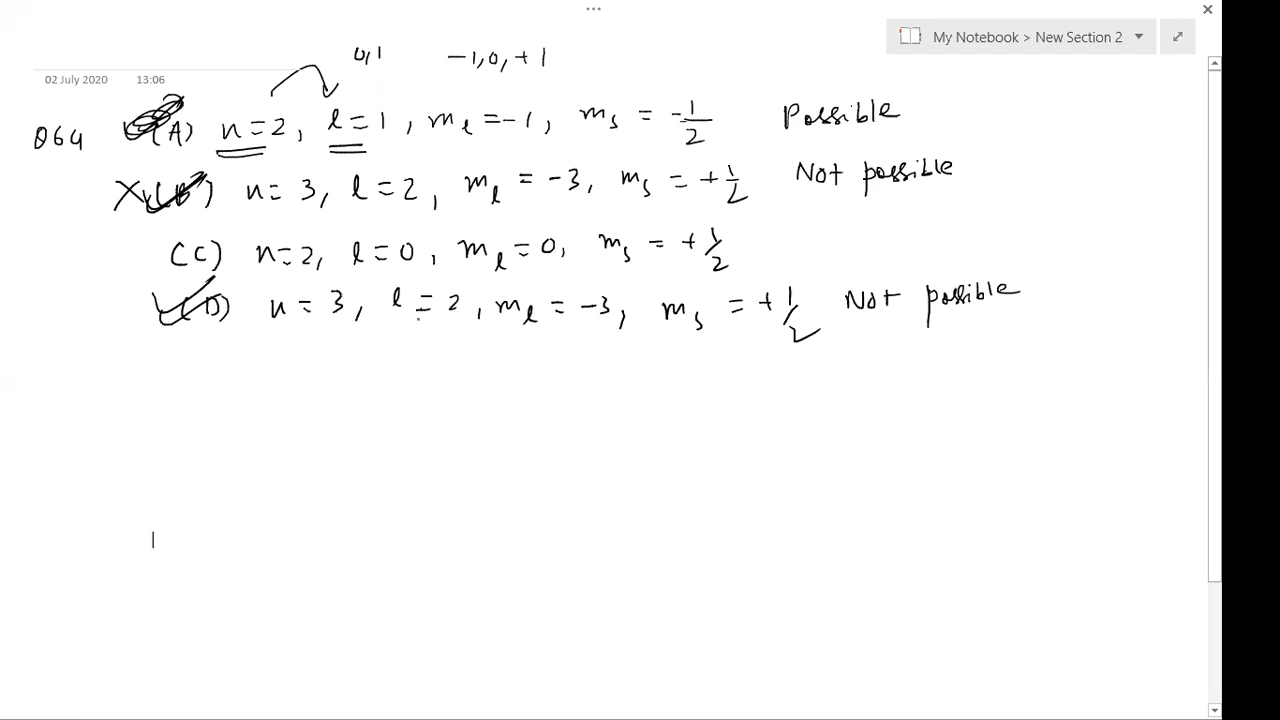 My Notebook > New Section 2
0,1 -1,0,+1
02 July 2020 13:06
Q64 (A) n=2, l=1, ml=-1, ms = -1/2 Possible
X (B) n=3, l=2, ml=-3, ms=+1/2 Not possible
(C) n=2, l=0, ml=0, ms=+1/2
(D) n=3, l=2, ml=-3, ms=+1/2 Not possible